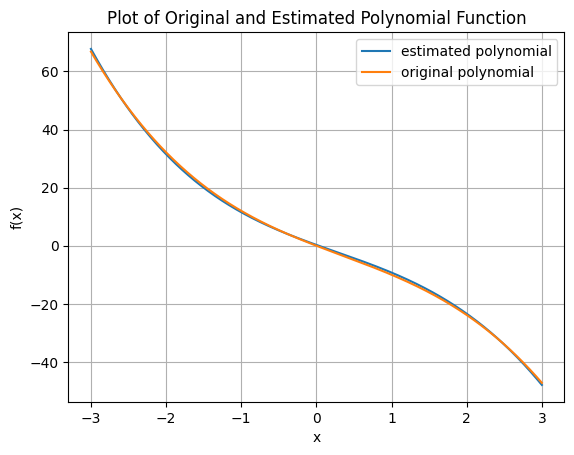 Plot of Original and Estimated Polynomial Function
estimated polynomial
original polynomial
60
40
20
0
−20
−40
f(x)
−3 −2 −1 0 1 2 3
x